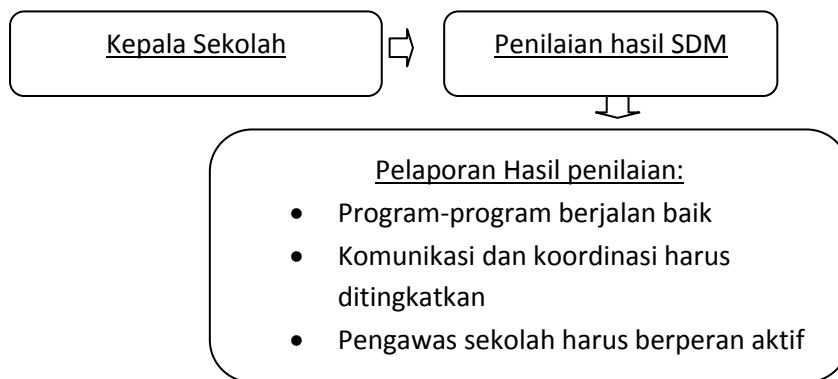 Kepala Sekolah
Penilaian hasil SDM
Pelaporan Hasil penilaian:
• Program-program berjalan baik
• Komunikasi dan koordinasi harus
ditingkatkan
• Pengawas sekolah harus berperan aktif